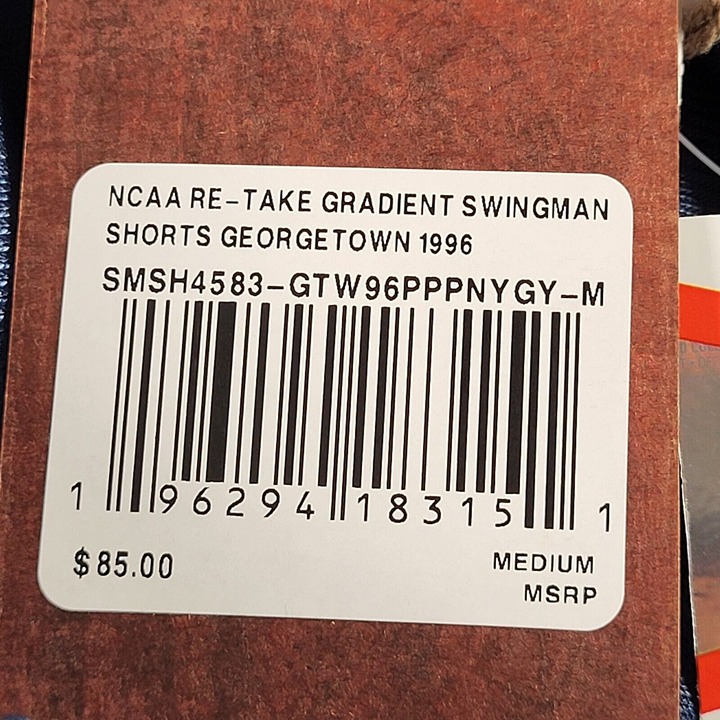 NCAA RE-TAKE GRADIENT SWINGMAN
SHORTS GEORGETOWN 1996
SMSH4583-GTW96PPPNYGY-M
1 96294 18315 1
$85.00
MEDIUM
MSRP